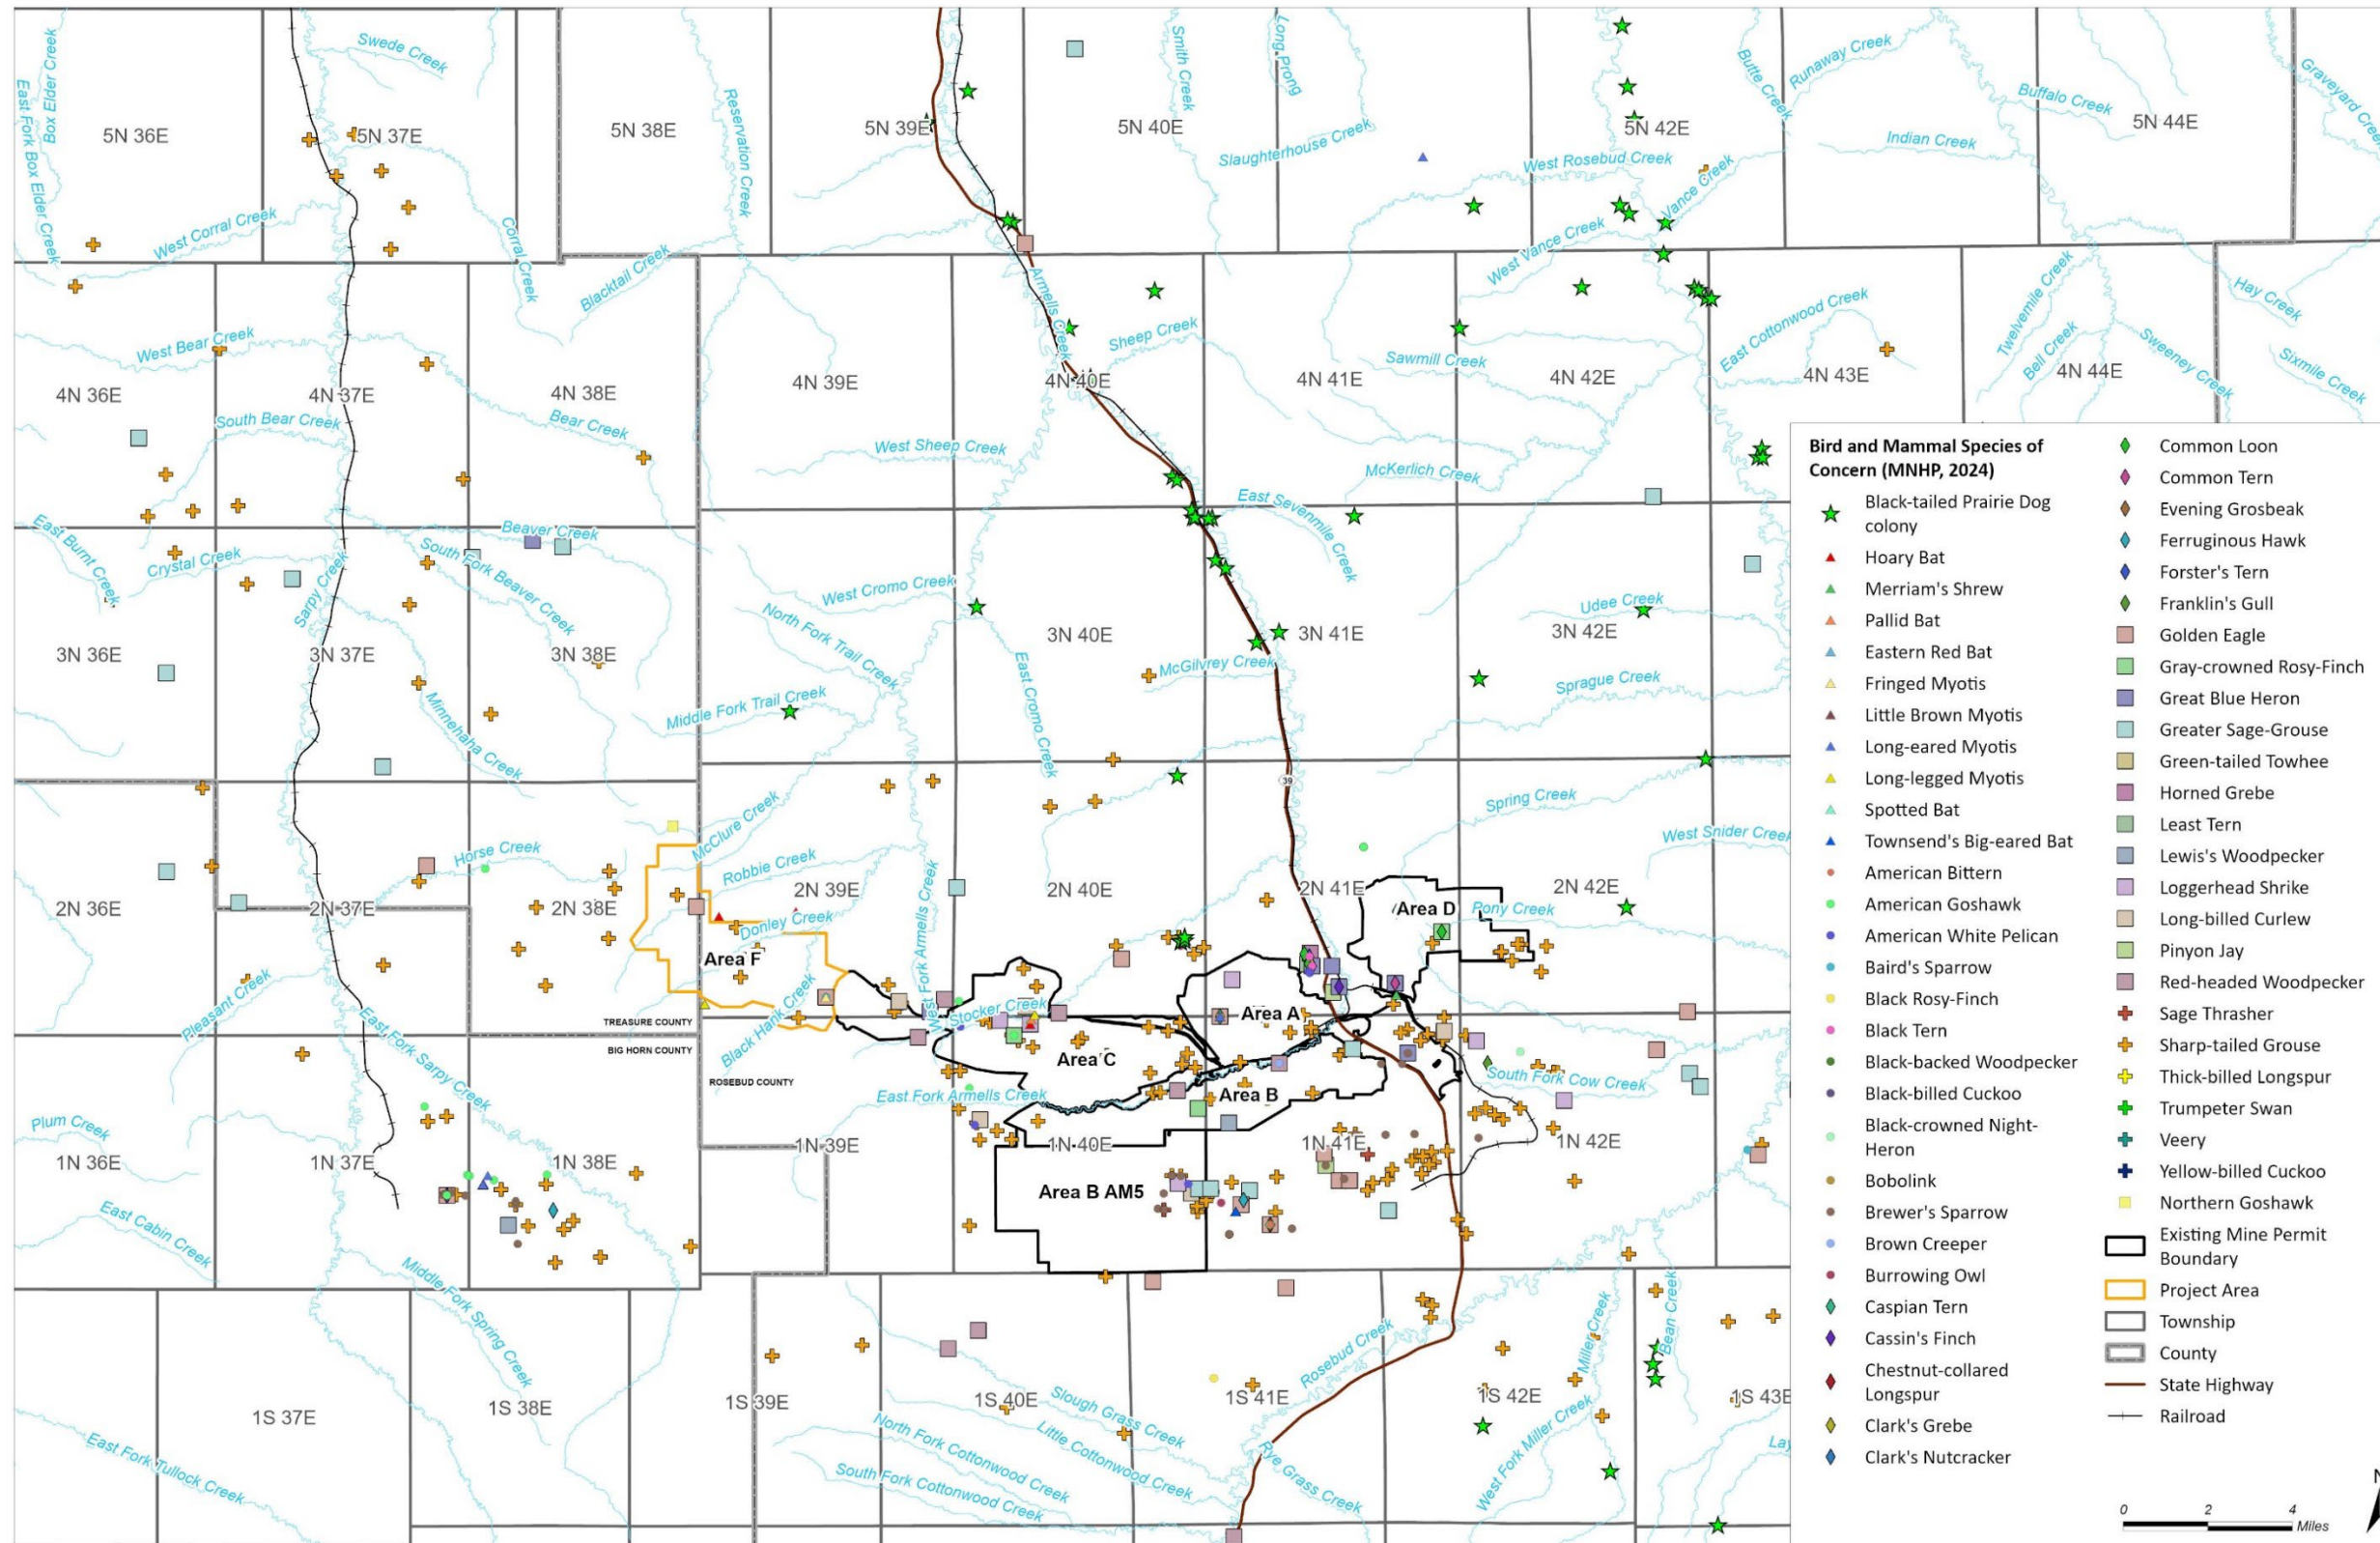 Swede Creek
Box Elder Creek
East Fork Box Elder Creek
Reservation Creek
Smith Creek
Long Prong
Butte Creek
Runaway Creek
Buffalo Creek
Graveyard Creek
5N 36E
5N 37E
5N 38E
5N 39E
5N 40E
5N 42E
5N 44E
Slaughterhouse Creek
West Rosebud Creek
Indian Creek
Vance Creek
West Corral Creek
Corral Creek
Blacktail Creek
West Vance Creek
Armells Creek
Twelvemile Creek
Hay Creek
West Bear Creek
Sheep Creek
Sawmill Creek
East Cottonwood Creek
Bell Creek
Sweeney Creek
Sixmile Creek
4N 36E
4N 37E
4N 38E
4N 39E
4N 40E
4N 41E
4N 42E
4N 43E
4N 44E
South Bear Creek
Bear Creek
West Sheep Creek
McKerlich Creek
East Sevenmile Creek
East Burnt Creek
Crystal Creek
Beaver Creek
South Fork Beaver Creek
Sarpy Creek
West Cromo Creek
North Fork Trail Creek
Udee Creek
3N 36E
3N 37E
3N 38E
3N 40E
3N 41E
3N 42E
McGilvrey Creek
East Cromo Creek
Middle Fork Trail Creek
Sprague Creek
Minnehaha Creek
39
McClure Creek
Spring Creek
West Snider Creek
Horse Creek
Robbie Creek
2N 36E
2N 37E
2N 38E
2N 39E
2N 40E
2N 41E
2N 42E
Area D
Pony Creek
Donley Creek
West Fork Armells Creek
Area F
Pleasant Creek
East Fork Sarpy Creek
Black Hank Creek
Stocker Creek
Area A
TREASURE COUNTY
BIG HORN COUNTY
ROSEBUD COUNTY
Area C
Area B
South Fork Cow Creek
East Fork Armells Creek
Plum Creek
1N 36E
1N 37E
1N 38E
1N 39E
1N 40E
1N 41E
1N 42E
Area B AM5
East Cabin Creek
Middle Fork Spring Creek
Miller Creek
Bean Creek
Rosebud Creek
1S 37E
1S 38E
1S 39E
1S 40E
1S 41E
1S 42E
1S 43E
Slough Grass Creek
Little Cottonwood Creek
North Fork Cottonwood Creek
South Fork Cottonwood Creek
Rye Grass Creek
West Fork Miller Creek
East Fork Tullock Creek
Lay
Bird and Mammal Species of
Concern (MNHP, 2024)
Black-tailed Prairie Dog
colony
Hoary Bat
Merriam's Shrew
Pallid Bat
Eastern Red Bat
Fringed Myotis
Little Brown Myotis
Long-eared Myotis
Long-legged Myotis
Spotted Bat
Townsend's Big-eared Bat
American Bittern
American Goshawk
American White Pelican
Baird's Sparrow
Black Rosy-Finch
Black Tern
Black-backed Woodpecker
Black-billed Cuckoo
Black-crowned Night-
Heron
Bobolink
Brewer's Sparrow
Brown Creeper
Burrowing Owl
Caspian Tern
Cassin's Finch
Chestnut-collared
Longspur
Clark's Grebe
Clark's Nutcracker
Common Loon
Common Tern
Evening Grosbeak
Ferruginous Hawk
Forster's Tern
Franklin's Gull
Golden Eagle
Gray-crowned Rosy-Finch
Great Blue Heron
Greater Sage-Grouse
Green-tailed Towhee
Horned Grebe
Least Tern
Lewis's Woodpecker
Loggerhead Shrike
Long-billed Curlew
Pinyon Jay
Red-headed Woodpecker
Sage Thrasher
Sharp-tailed Grouse
Thick-billed Longspur
Trumpeter Swan
Veery
Yellow-billed Cuckoo
Northern Goshawk
Existing Mine Permit
Boundary
Project Area
Township
County
State Highway
Railroad
0 2 4
Miles
N